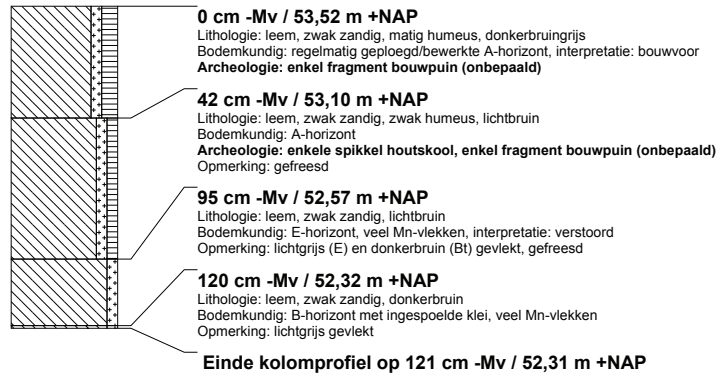 0 cm -Mv / 53,52 m +NAP
Lithologie: leem, zwak zandig, matig humeus, donkerbruingrijs
Bodemkundig: regelmatig geploegd/bewerkte A-horizont, interpretatie: bouwvoor
Archeologie: enkel fragment bouwpuin (onbepaald)
42 cm -Mv / 53,10 m +NAP
Lithologie: leem, zwak zandig, zwak humeus, lichtbruin
Bodemkundig: A-horizont
Archeologie: enkele spikkel houtskool, enkel fragment bouwpuin (onbepaald)
Opmerking: gefreesd
95 cm -Mv / 52,57 m +NAP
Lithologie: leem, zwak zandig, lichtbruin
Bodemkundig: E-horizont, veel Mn-vlekken, interpretatie: verstoord
Opmerking: lichtgrijs (E) en donkerbruin (Bt) gevlekt, gefreesd
120 cm -Mv / 52,32 m +NAP
Lithologie: leem, zwak zandig, donkerbruin
Bodemkundig: B-horizont met ingespoelde klei, veel Mn-vlekken
Opmerking: lichtgrijs gevlekt
Einde kolomprofiel op 121 cm -Mv / 52,31 m +NAP